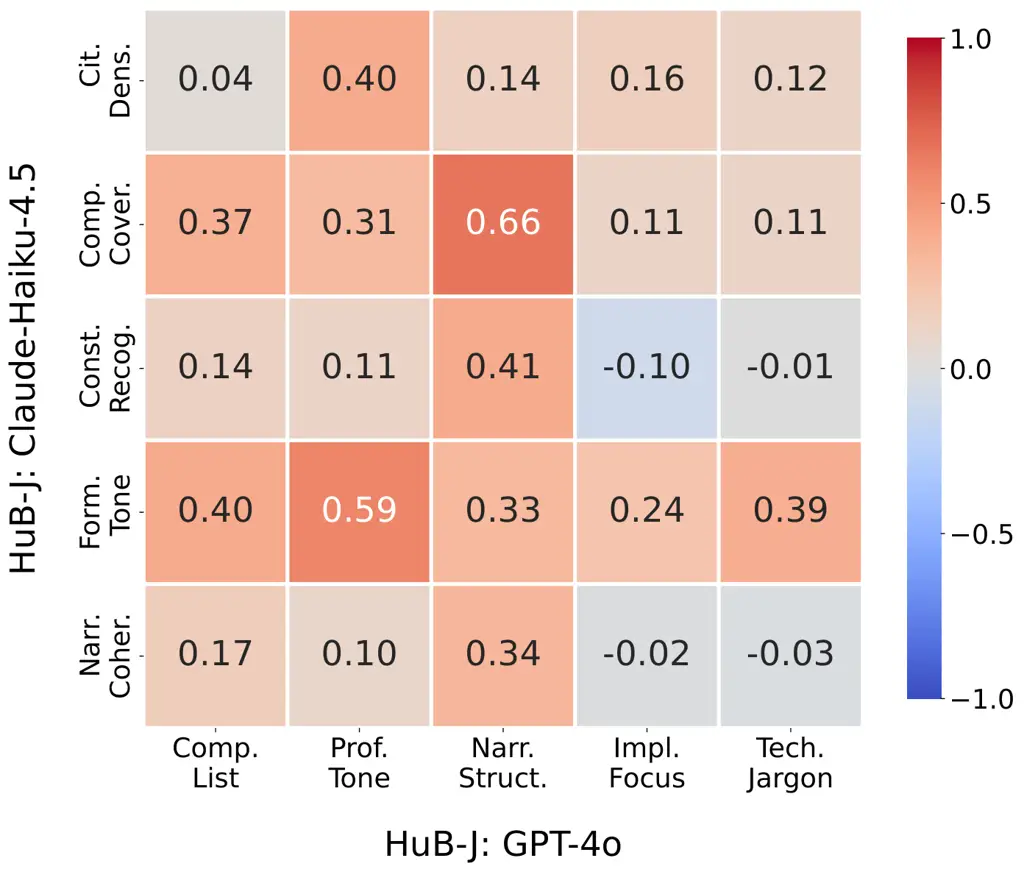 HuB-J: Claude-Haiku-4.5
Cit.
Dens.
0.04 0.40 0.14 0.16 0.12
Comp.
Cover.
0.37 0.31 0.66 0.11 0.11
Const.
Recog.
0.14 0.11 0.41 -0.10 -0.01
Form.
Tone
0.40 0.59 0.33 0.24 0.39
Narr.
Coher.
0.17 0.10 0.34 -0.02 -0.03
Comp.
List
Prof.
Tone
Narr.
Struct.
Impl.
Focus
Tech.
Jargon
HuB-J: GPT-4o
1.0
0.5
0.0
−0.5
−1.0